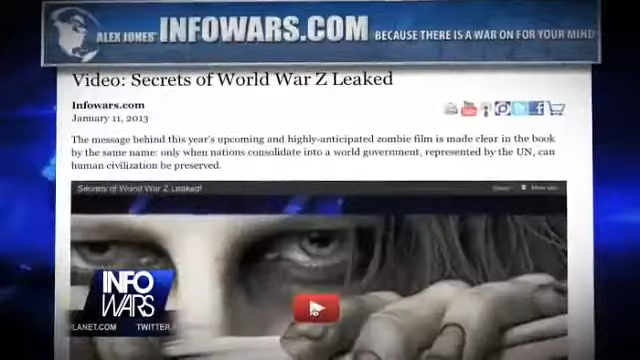 ALEX JONES' INFOWARS.COM BECAUSE THERE IS A WAR ON FOR YOUR MIND
Video: Secrets of World War Z Leaked
Infowars.com
January 11, 2013
The message behind this year's upcoming and highly-anticipated zombie film is made clear in the book
by the same name: only when nations consolidate into a world government, represented by the UN, can
human civilization be preserved.
Secrets of World War Z Leaked!
INFO
WARS
PLANET.COM TWITTER